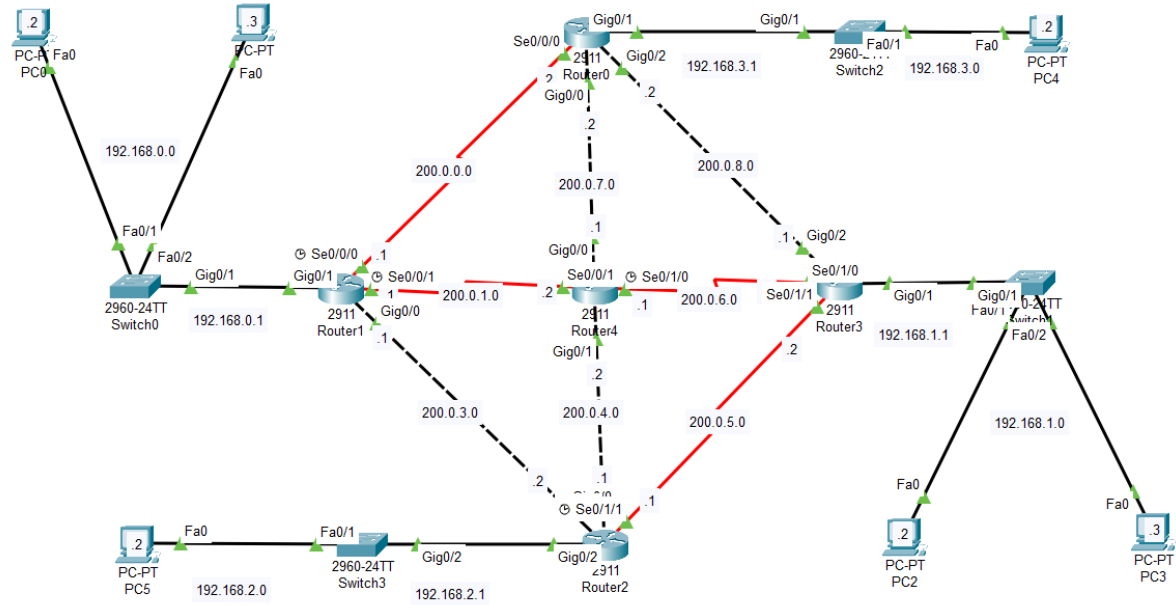 .2
PC0
Fa0
.3
PC-PT
Fa0
192.168.0.0
Fa0/1
Fa0/2
Gig0/1
2960-24TT
Switch0
192.168.0.1
Gig0/1
Se0/0/0
.1
Se0/0/1
Gig0/0
2911
Router1
.1
Se0/0/0
2911
Router0
Gig0/1
Gig0/2
Gig0/0
.2
.2
192.168.3.1
Gig0/1
Fa0/1
Switch2
192.168.3.0
Fa0
.2
PC-PT
PC4
200.0.0.0
200.0.7.0
200.0.8.0
.1
Gig0/0
.1
Gig0/2
200.0.1.0
.2
Se0/0/1
Se0/1/0
.1
2911
Router4
Gig0/1
.2
200.0.6.0
Se0/1/0
Se0/1/1
2911
Router3
.2
Gig0/1
192.168.1.1
Gig0/1
Fa0/2
192.168.1.0
200.0.3.0
200.0.4.0
200.0.5.0
.2
.1
Se0/1/1
.1
Gig0/2
2911
Router2
.2
PC-PT
PC5
Fa0
192.168.2.0
Fa0/1
2960-24TT
Switch3
Gig0/2
192.168.2.1
Fa0
.2
PC-PT
PC2
Fa0
.3
PC-PT
PC3